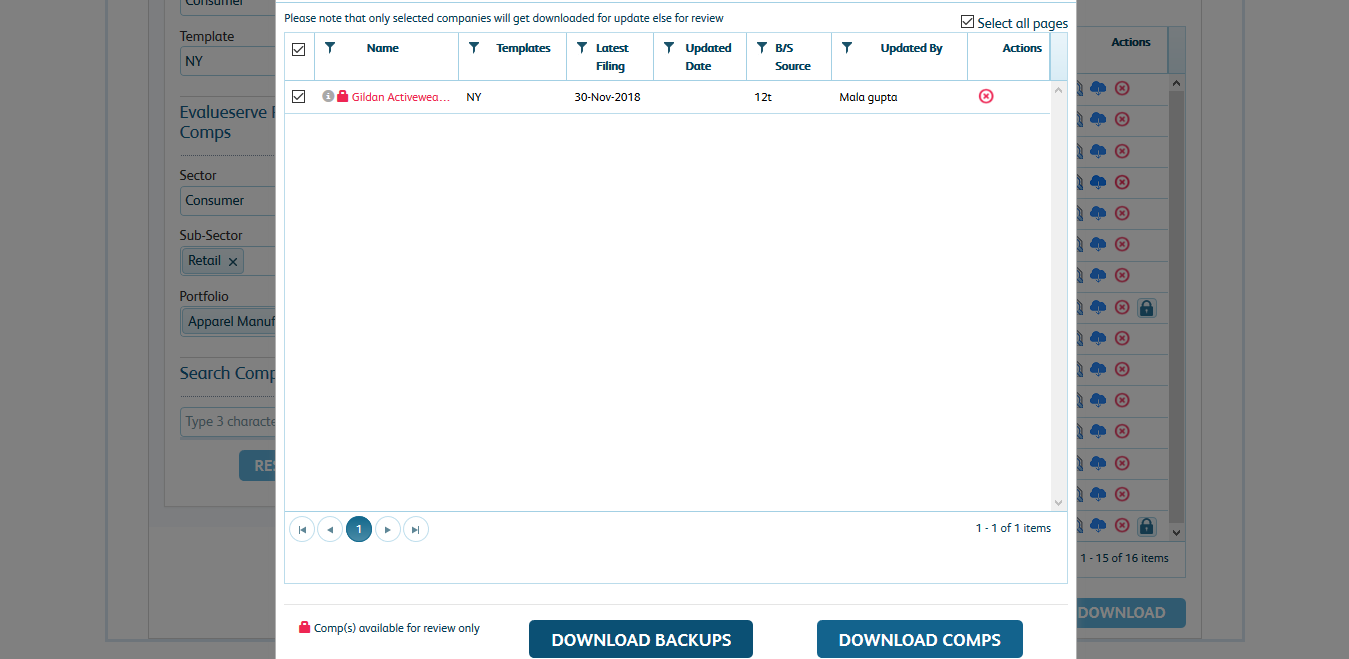 Consumer
Template
NY
Evalueserve
Comps
Sector
Consumer
Sub-Sector
Retail
Portfolio
Apparel Manuf
Search Comp
Type 3 characte
RES
Please note that only selected companies will get downloaded for update else for review
Select all pages
Name Templates Latest Filing Updated Date B/S Source Updated By Actions
Gildan Activewea... NY 30-Nov-2018 12t Mala gupta
1
1 - 1 of 1 items
Comp(s) available for review only
DOWNLOAD BACKUPS
DOWNLOAD COMPS
Actions
1 - 15 of 16 items
DOWNLOAD